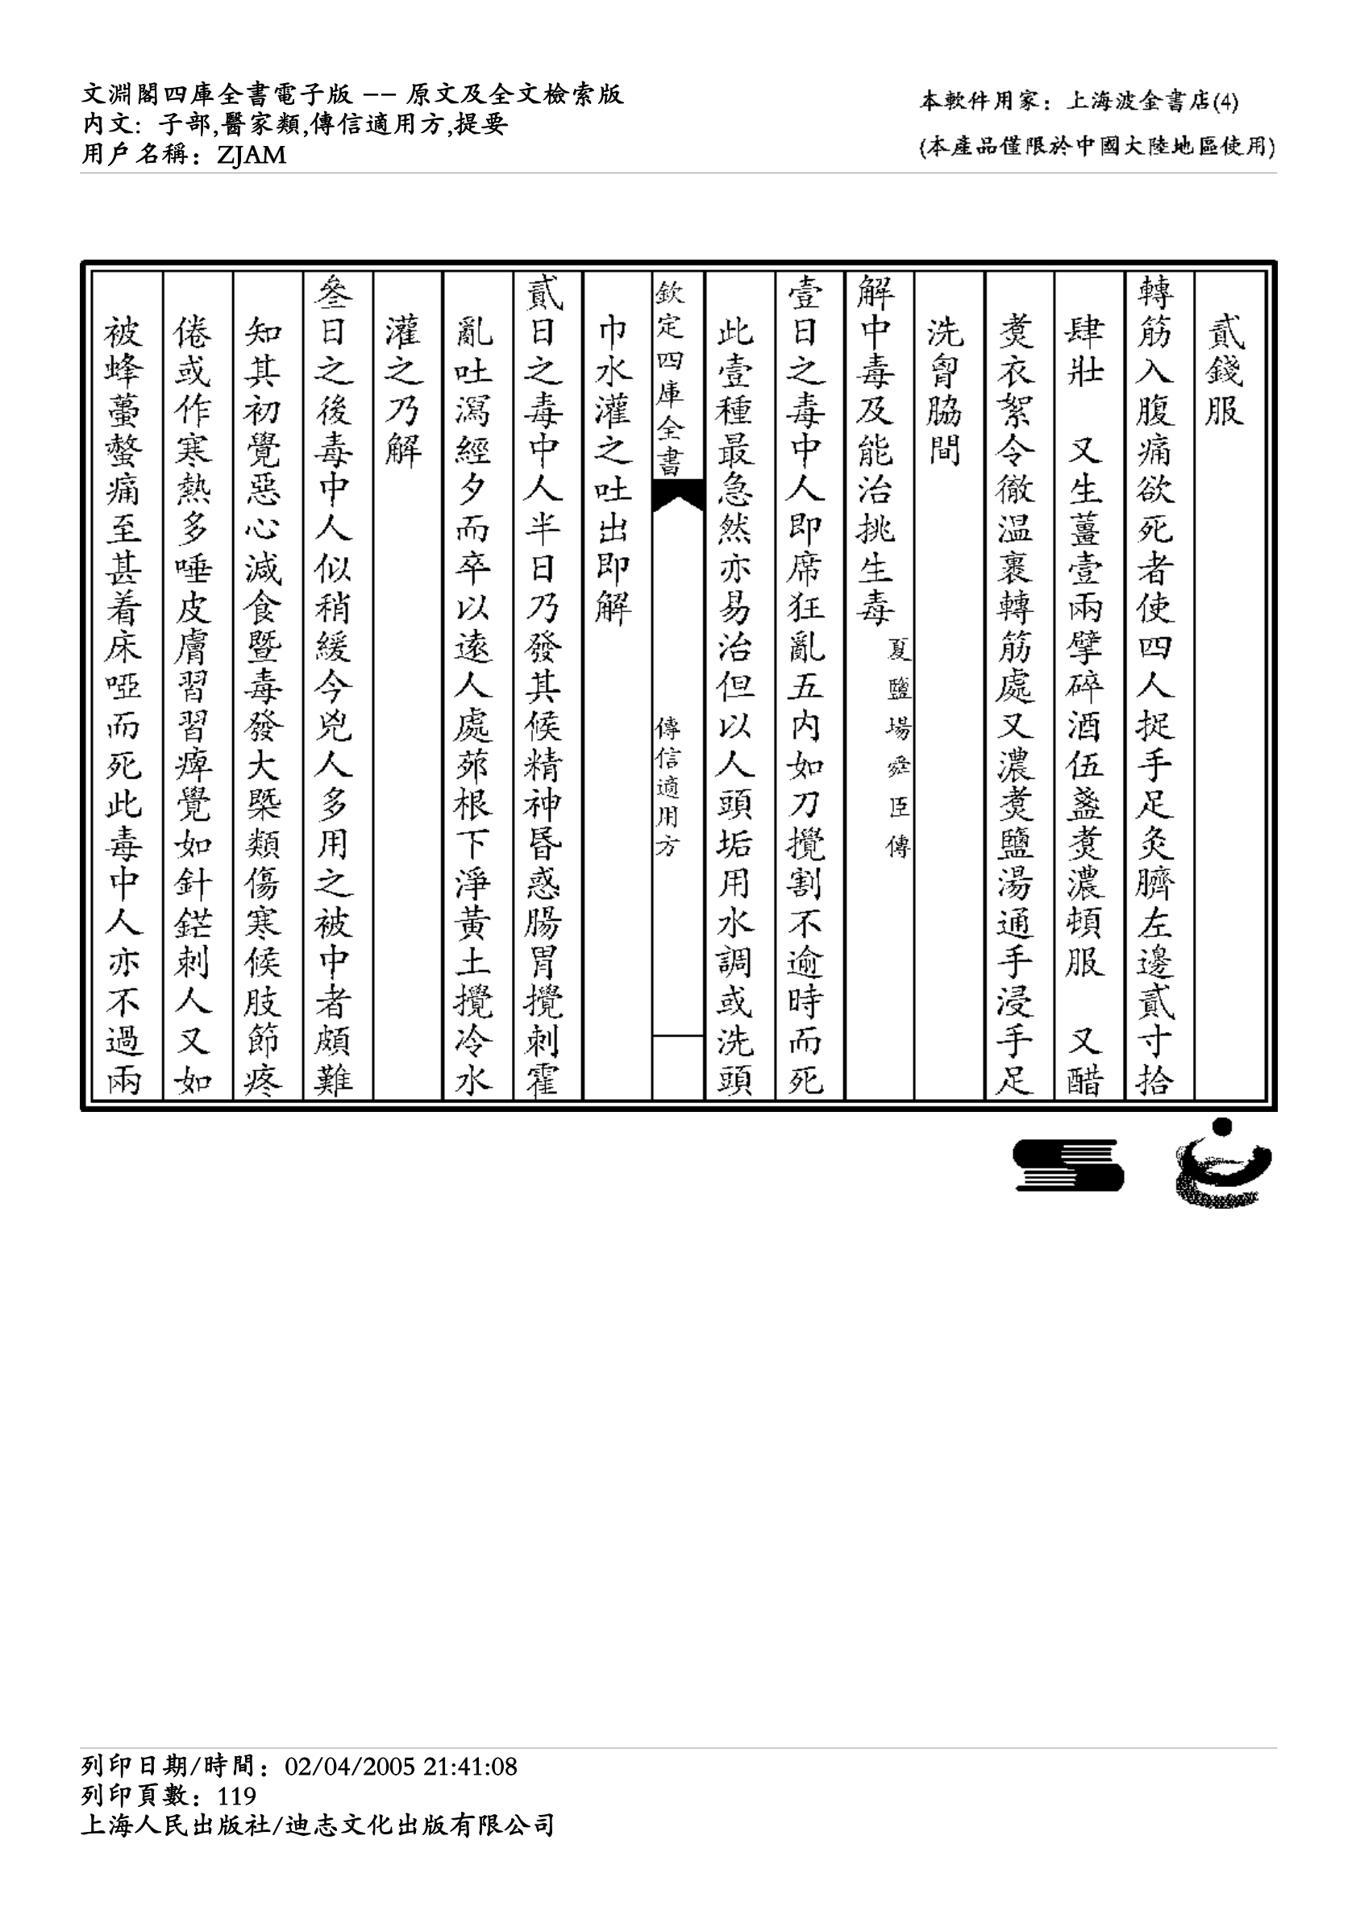 文淵閣四庫全書電子版 —— 原文及全文檢索版
内文: 子部,醫家類,傳信適用方,提要
用戶名稱：ZJAM
本軟件用家：上海波金書店(4)
(本產品僅限於中國大陸地區使用)
貳錢服
轉筋入腹痛欲死者使四人捉手足灸臍左邊貳寸拾
肆壯　又生薑壹兩擘碎酒伍盞煑濃頓服　又醋
煑衣絮令徹温裹轉筋處又濃煑鹽湯通手浸手足
洗胷脇間
解中毒及能治挑生毒 夏鹽場舜臣傳
壹日之毒中人即席狂亂五内如刀攪割不逾時而死
此壹種最急然亦易治但以人頭垢用水調或洗頭
欽定四庫全書
傳信適用方
巾水灌之吐出即解
貳日之毒中人半日乃發其候精神昬惑腸胃攪刺霍
亂吐瀉經夕而卒以逺人處茆根下淨黃土攪冷水
灌之乃解
叄日之後毒中人似稍緩今兇人多用之被中者頗難
知其初覺惡心減食暨毒發大槩類傷寒候肢節疼
倦或作寒熱多唾皮膚習習痺覺如針鋩刺人又如
被蜂蠆螫痛至甚着床啞而死此毒中人亦不過兩
列印日期/時間：02/04/2005 21:41:08
列印頁數：119
上海人民出版社/迪志文化出版有限公司